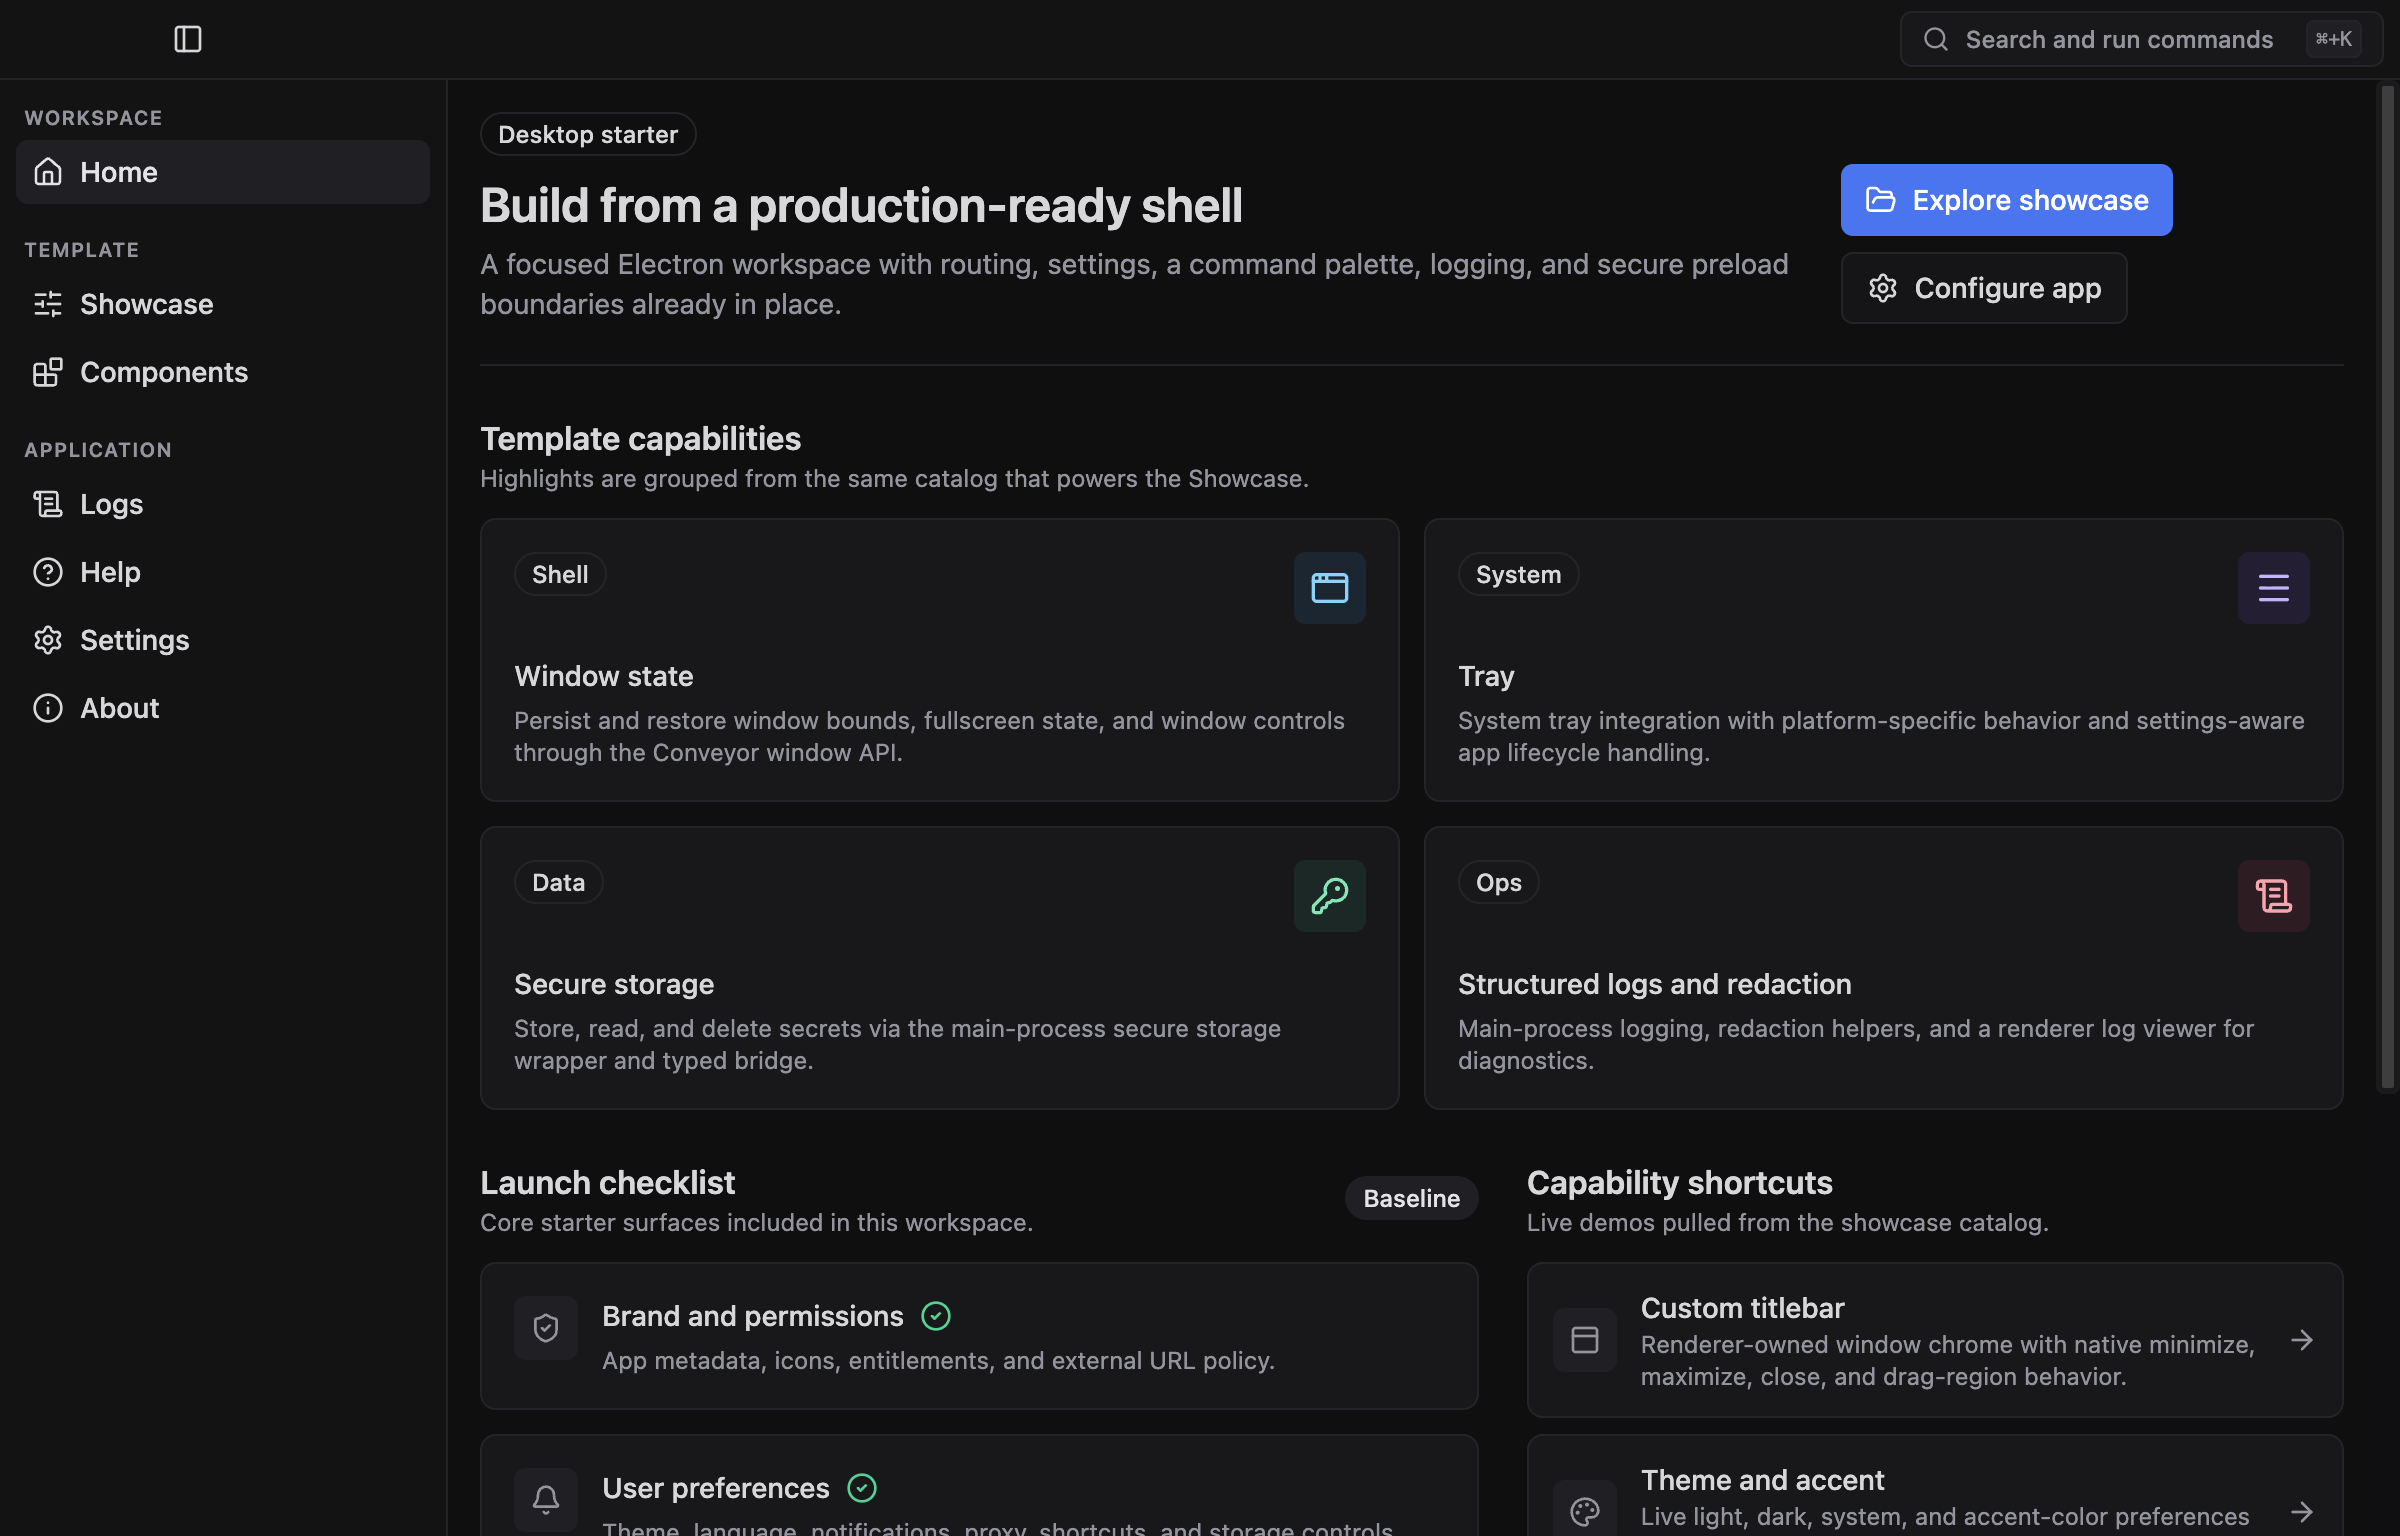 Search and run commands ⌘+K
WORKSPACE
Home
TEMPLATE
Showcase
Components
APPLICATION
Logs
Help
Settings
About
Desktop starter
Build from a production-ready shell
A focused Electron workspace with routing, settings, a command palette, logging, and secure preload
boundaries already in place.
Explore showcase
Configure app
Template capabilities
Highlights are grouped from the same catalog that powers the Showcase.
Shell
Window state
Persist and restore window bounds, fullscreen state, and window controls
through the Conveyor window API.
System
Tray
System tray integration with platform-specific behavior and settings-aware
app lifecycle handling.
Data
Secure storage
Store, read, and delete secrets via the main-process secure storage
wrapper and typed bridge.
Ops
Structured logs and redaction
Main-process logging, redaction helpers, and a renderer log viewer for
diagnostics.
Launch checklist
Core starter surfaces included in this workspace.
Baseline
Brand and permissions
App metadata, icons, entitlements, and external URL policy.
User preferences
Theme, language, notifications, proxy, shortcuts, and storage controls.
Capability shortcuts
Live demos pulled from the showcase catalog.
Custom titlebar
Renderer-owned window chrome with native minimize,
maximize, close, and drag-region behavior.
Theme and accent
Live light, dark, system, and accent-color preferences